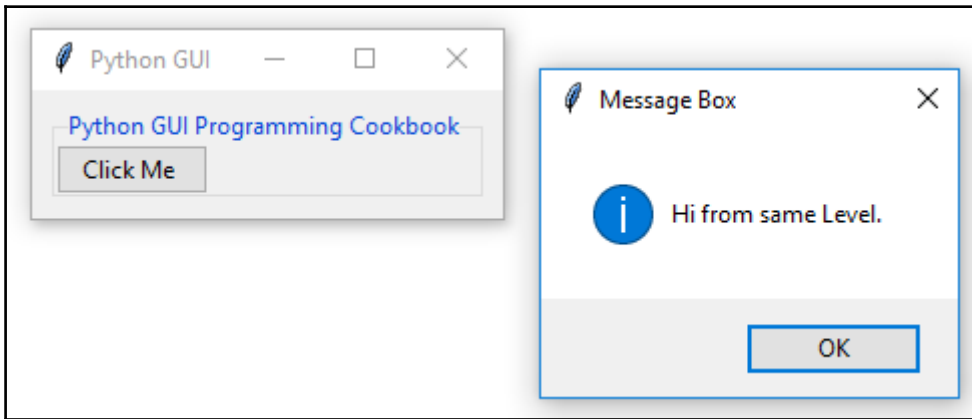 Python GUI
Python GUI Programming Cookbook
Click Me
Message Box
Hi from same Level.
OK